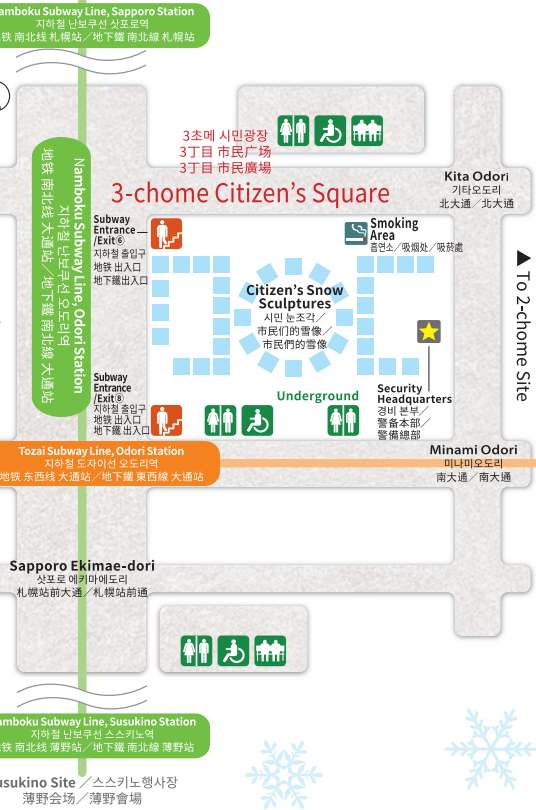 amboku Subway Line, Sapporo Station
지하철 난보쿠선 삿포로역
铁 南北线 札幌站／地下鐵 南北線 札幌站
3초메 시민광장
3丁目 市民广场
3丁目 市民廣場
3-chome Citizen's Square
Kita Odori
기타오도리
北大通／北大通
Namboku Subway Line, Odori Station
지하철 난보쿠선 오도리역
地铁 南北线 大通站／地下鐵 南北線 大通站
Subway
Entrance
/Exit⑥
지하철 출입구
地铁 出入口
地下鐵出入口
Smoking
Area
흡연소／吸烟处／吸菸處
Citizen's Snow
Sculptures
시민 눈조각／
市民们的雪像／
市民們的雪像
▲ To 2-chome Site
Subway
Entrance
/Exit⑧
지하철 출입구
地铁 出入口
地下鐵 出入口
Underground
Security
Headquarters
경비 본부／
警备本部／
警備總部
Tozai Subway Line, Odori Station
지하철 도자이선 오도리역
地铁 东西线 大通站／地下鐵 東西線 大通站
Minami Odori
미나미오도리
南大通／南大通
Sapporo Ekimae-dori
삿포로 에키마에도리
札幌站前大通／札幌站前通
amboku Subway Line, Susukino Station
지하철 난보쿠선 스스키노역
铁 南北线 薄野站／地下鐵 南北線 薄野站
usukino Site ／스스키노행사장
薄野会场／薄野會場